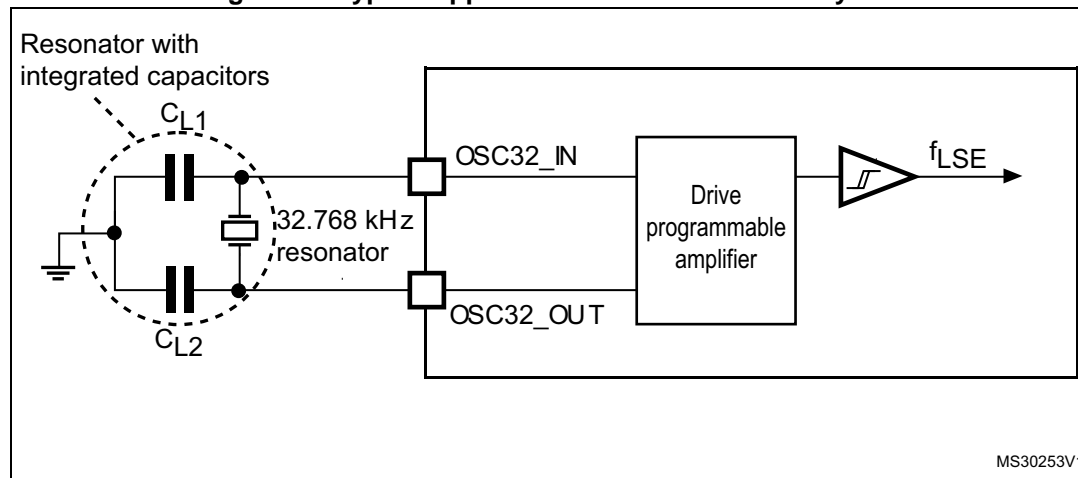 Resonator with
integrated capacitors
CL1
OSC32_IN
fLSE
Drive
programmable
amplifier
32.768 kHz
resonator
OSC32_OUT
CL2